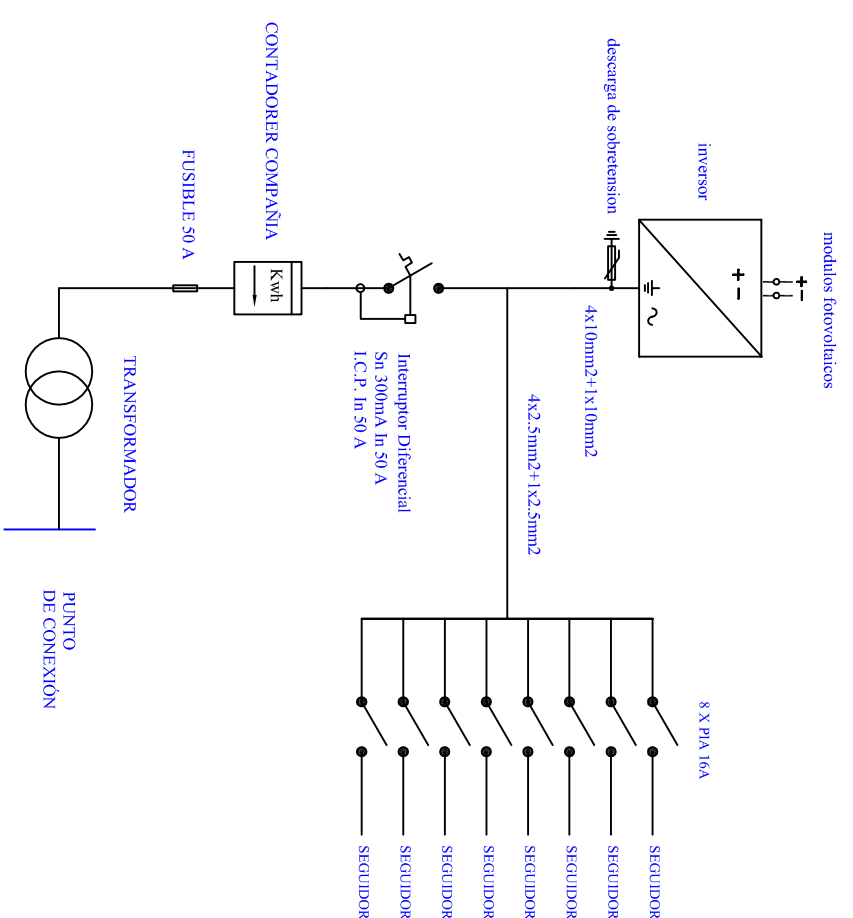 modulos fotovoltaicos
+
−
inversor
+
−
~
descarga de sobretension
4x10mm2+1x10mm2
4x2.5mm2+1x2.5mm2
8 X PIA 16A
SEGUIDOR
SEGUIDOR
SEGUIDOR
SEGUIDOR
SEGUIDOR
SEGUIDOR
SEGUIDOR
SEGUIDOR
Interruptor Diferencial
Sn 300mA In 50 A
I.C.P. In 50 A
CONTADORER COMPAÑIA
Kwh
FUSIBLE 50 A
TRANSFORMADOR
PUNTO
DE CONEXIÓN